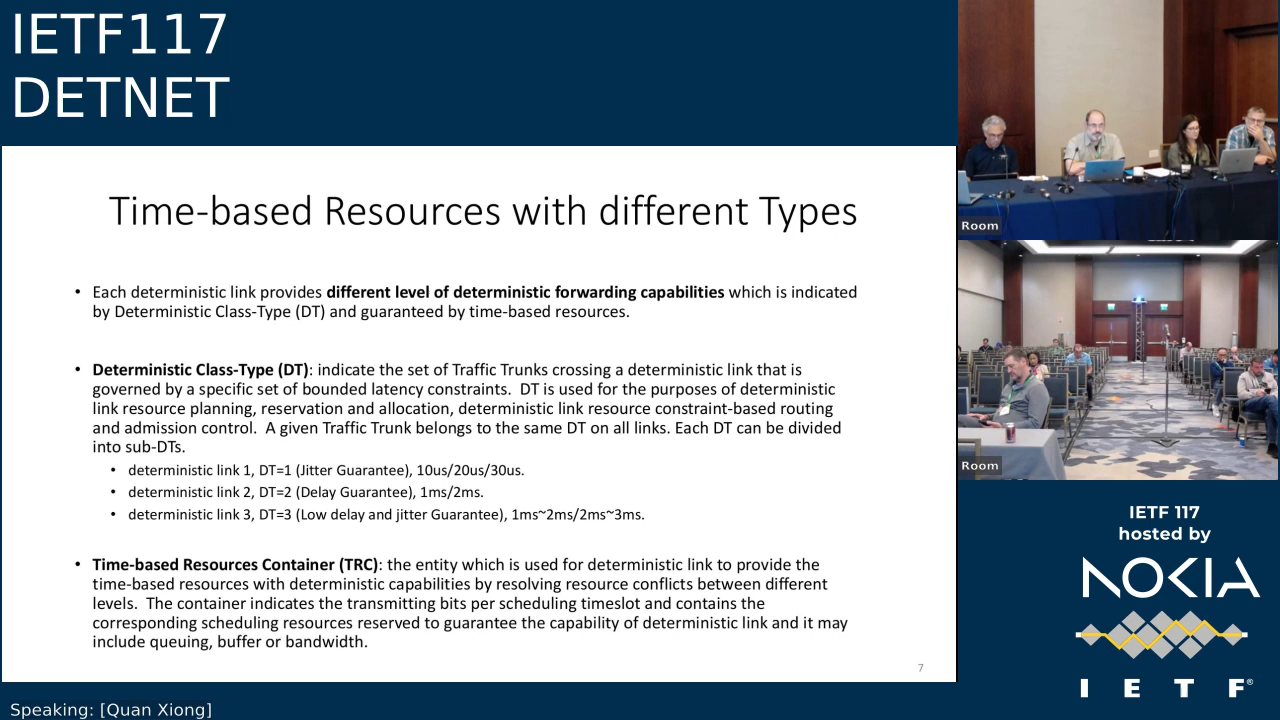 IETF117
DETNET
Time-based Resources with different Types
• Each deterministic link provides different level of deterministic forwarding capabilities which is indicated
by Deterministic Class-Type (DT) and guaranteed by time-based resources.
• Deterministic Class-Type (DT): indicate the set of Traffic Trunks crossing a deterministic link that is
governed by a specific set of bounded latency constraints.  DT is used for the purposes of deterministic
link resource planning, reservation and allocation, deterministic link resource constraint-based routing
and admission control.  A given Traffic Trunk belongs to the same DT on all links. Each DT can be divided
into sub-DTs.
• deterministic link 1, DT=1 (Jitter Guarantee), 10us/20us/30us.
• deterministic link 2, DT=2 (Delay Guarantee), 1ms/2ms.
• deterministic link 3, DT=3 (Low delay and jitter Guarantee), 1ms~2ms/2ms~3ms.
• Time-based Resources Container (TRC): the entity which is used for deterministic link to provide the
time-based resources with deterministic capabilities by resolving resource conflicts between different
levels.  The container indicates the transmitting bits per scheduling timeslot and contains the
corresponding scheduling resources reserved to guarantee the capability of deterministic link and it may
include queuing, buffer or bandwidth.
7
Speaking: [Quan Xiong]
Room
Room
IETF 117
hosted by
NOKIA
I E T F®